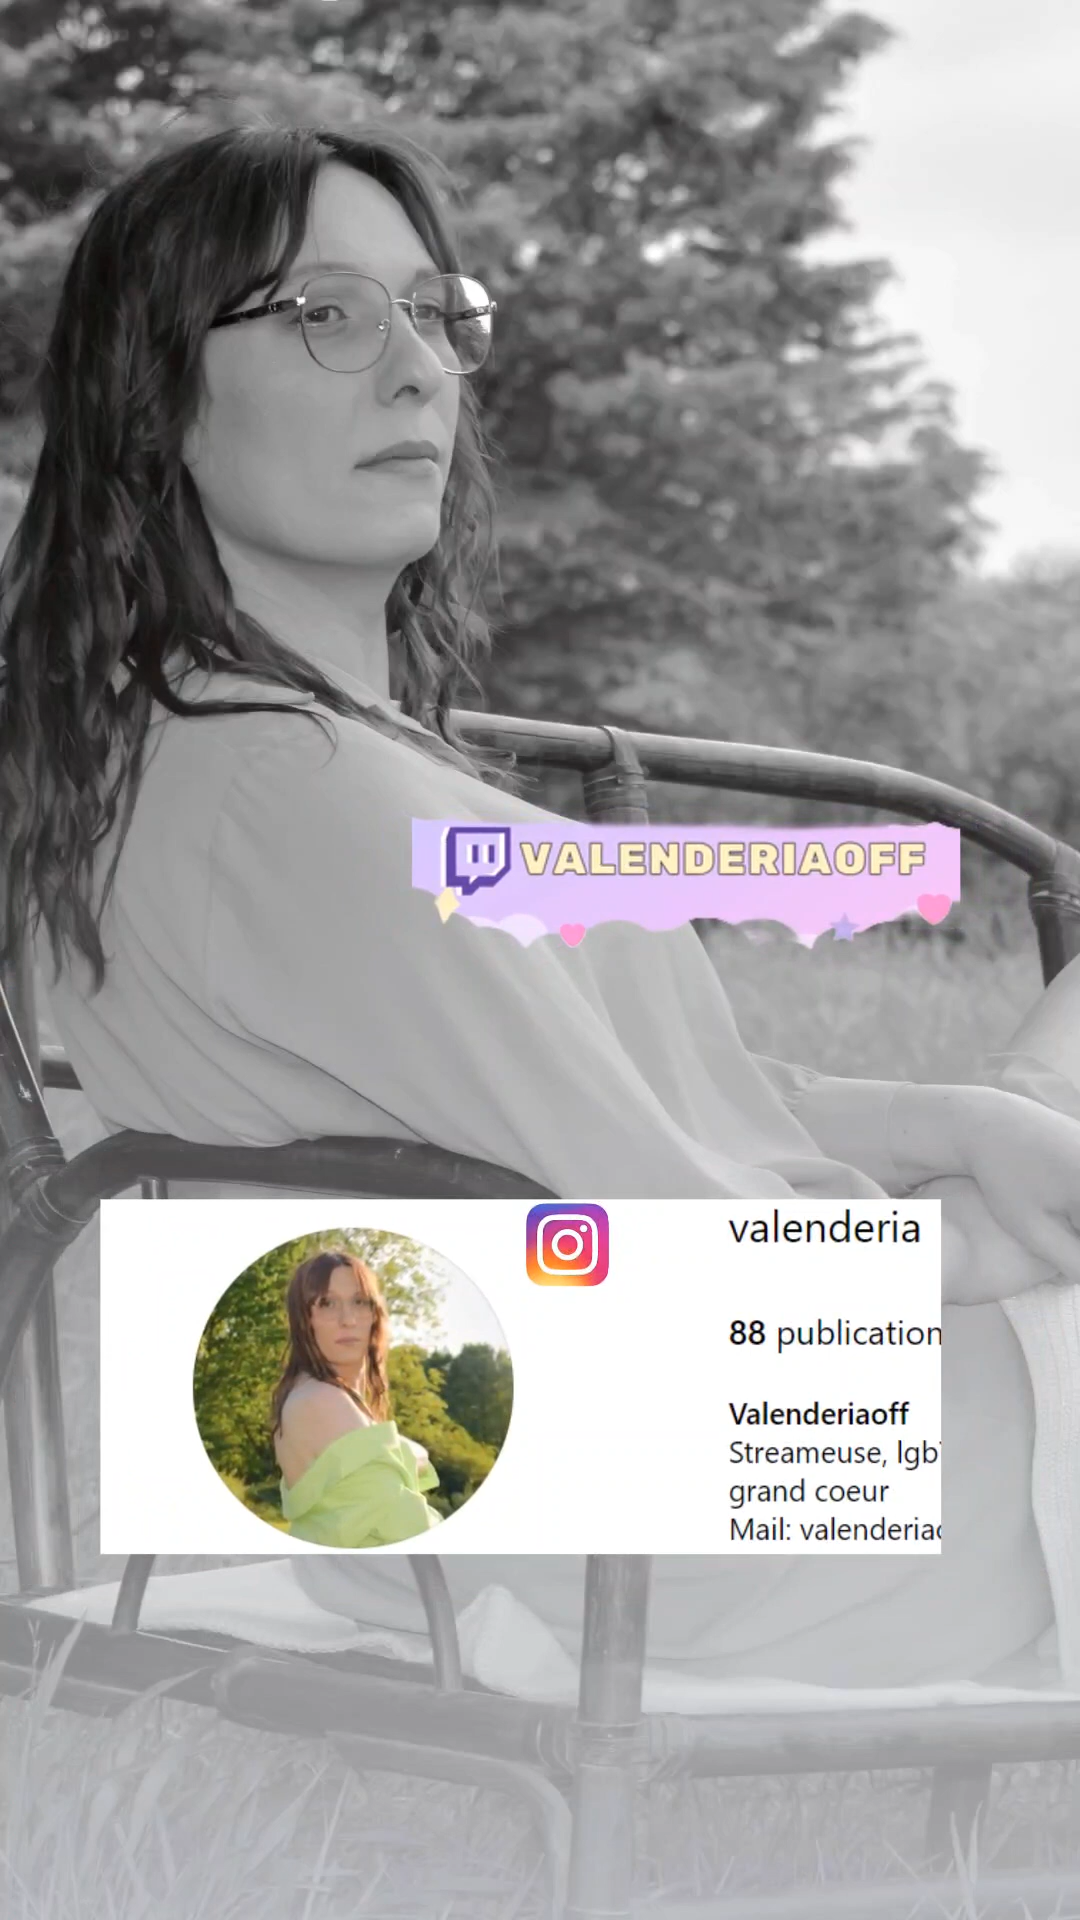 VALENDERIAOFF
valenderia
88 publication
Valenderiaoff
Streameuse, lgb
grand coeur
Mail: valenderia